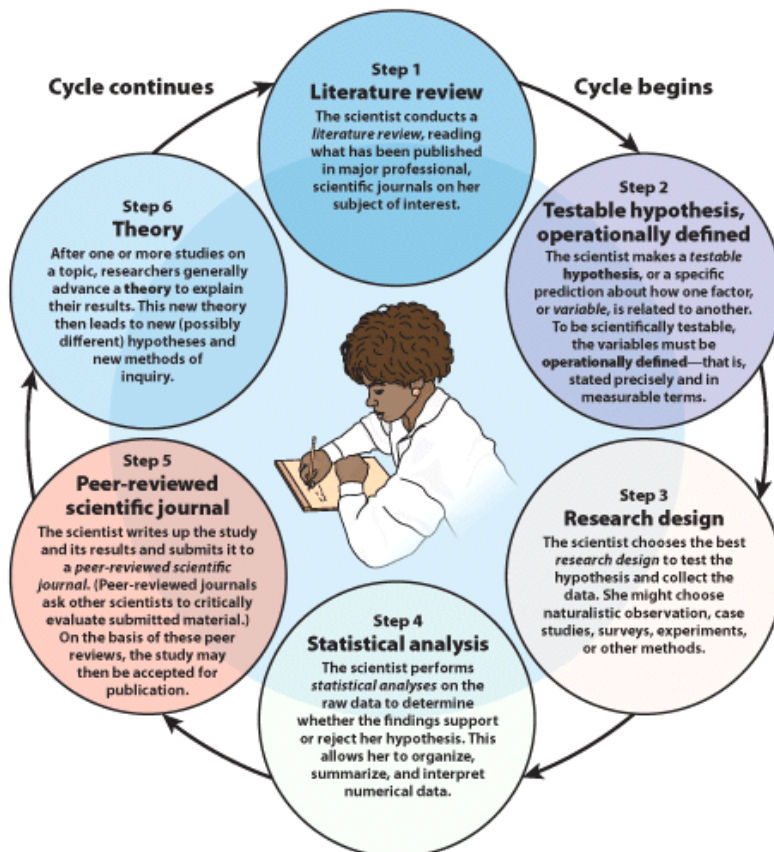 Cycle continues
Cycle begins
Step 1
Literature review
The scientist conducts a
literature review, reading
what has been published
in major professional,
scientific journals on her
subject of interest.
Step 2
Testable hypothesis,
operationally defined
The scientist makes a testable
hypothesis, or a specific
prediction about how one factor,
or variable, is related to another.
To be scientifically testable,
the variables must be
operationally defined—that is,
stated precisely and in
measurable terms.
Step 3
Research design
The scientist chooses the best
research design to test the
hypothesis and collect the
data. She might choose
naturalistic observation, case
studies, surveys, experiments,
or other methods.
Step 4
Statistical analysis
The scientist performs
statistical analyses on the
raw data to determine
whether the findings support
or reject her hypothesis. This
allows her to organize,
summarize, and interpret
numerical data.
Step 5
Peer-reviewed
scientific journal
The scientist writes up the study
and its results and submits it to
a peer-reviewed scientific
journal. (Peer-reviewed journals
ask other scientists to critically
evaluate submitted material.)
On the basis of these peer
reviews, the study may
then be accepted for
publication.
Step 6
Theory
After one or more studies on
a topic, researchers generally
advance a theory to explain
their results. This new theory
then leads to new (possibly
different) hypotheses and
new methods of
inquiry.